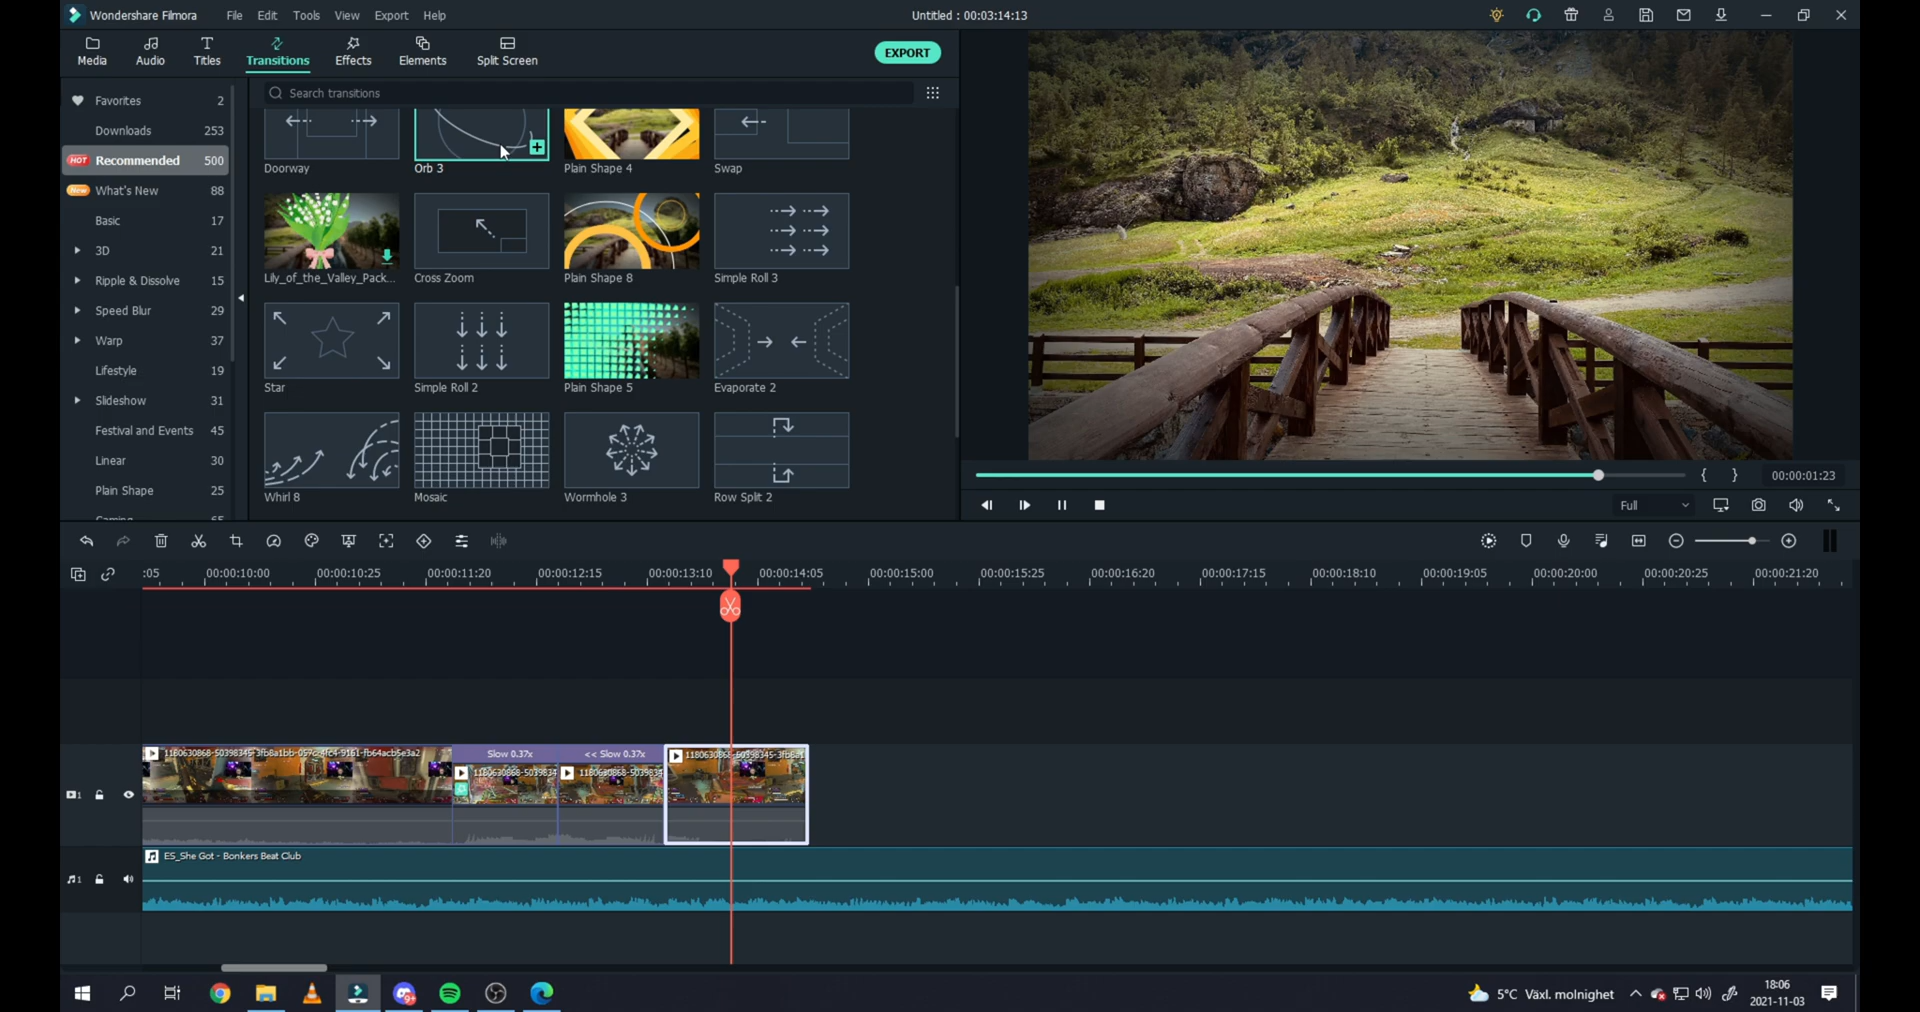 Wondershare Filmora File Edit Tools View Export Help Untitled : 00:03:14:13
Media Audio Titles Transitions Effects Elements Split Screen EXPORT
Search transitions
Favorites 2
Downloads 253
HOT Recommended 500
New What's New 88
Basic 17
3D 21
Ripple & Dissolve 15
Speed Blur 29
Warp 37
Lifestyle 19
Slideshow 31
Festival and Events 45
Linear 30
Plain Shape 25
Doorway Orb 3 Plain Shape 4 Swap
Lily_of_the_Valley_Pack... Cross Zoom Plain Shape 8 Simple Roll 3
Star Simple Roll 2 Plain Shape 5 Evaporate 2
Whirl 8 Mosaic Wormhole 3 Row Split 2
{ } 00:00:01:23
Full
:05 00:00:10:00 00:00:10:25 00:00:11:20 00:00:12:15 00:00:13:10 00:00:14:05 00:00:15:00 00:00:15:25 00:00:16:20 00:00:17:15 00:00:18:10 00:00:19:05 00:00:20:00 00:00:20:25 00:00:21:20
Slow 0.37x << Slow 0.37x
1
ES_She Got - Bonkers Beat Club
1
9+
5°C Växl. molnighet
18:06
2021-11-03